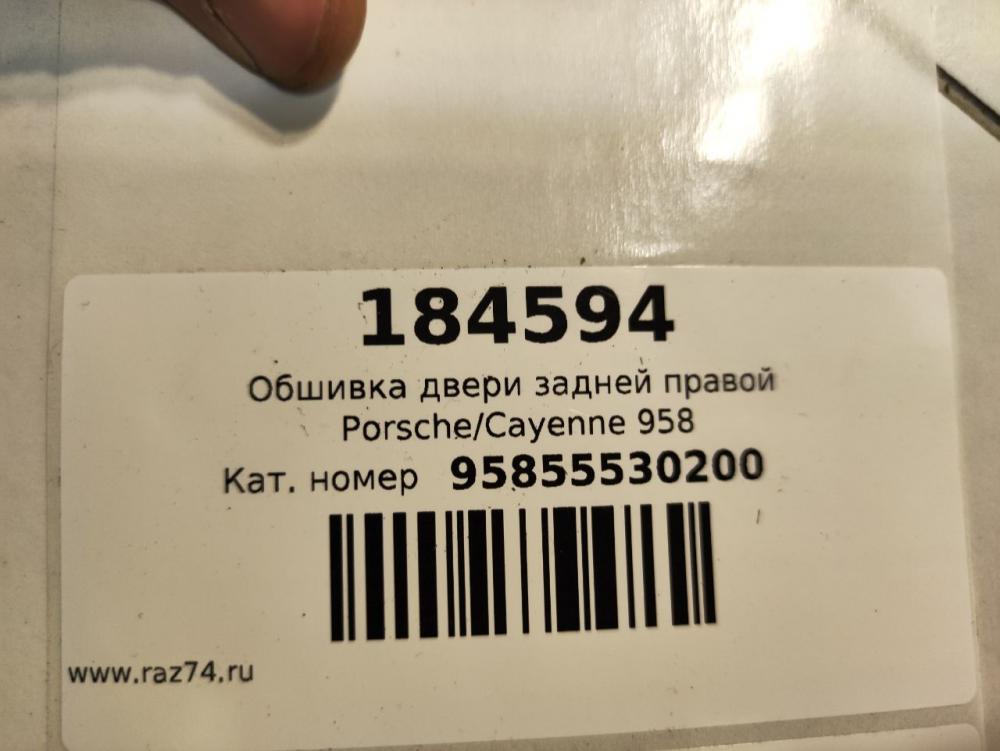 184594
Обшивка двери задней правой
Porsche/Cayenne 958
Кат. номер 95855530200
www.raz74.ru